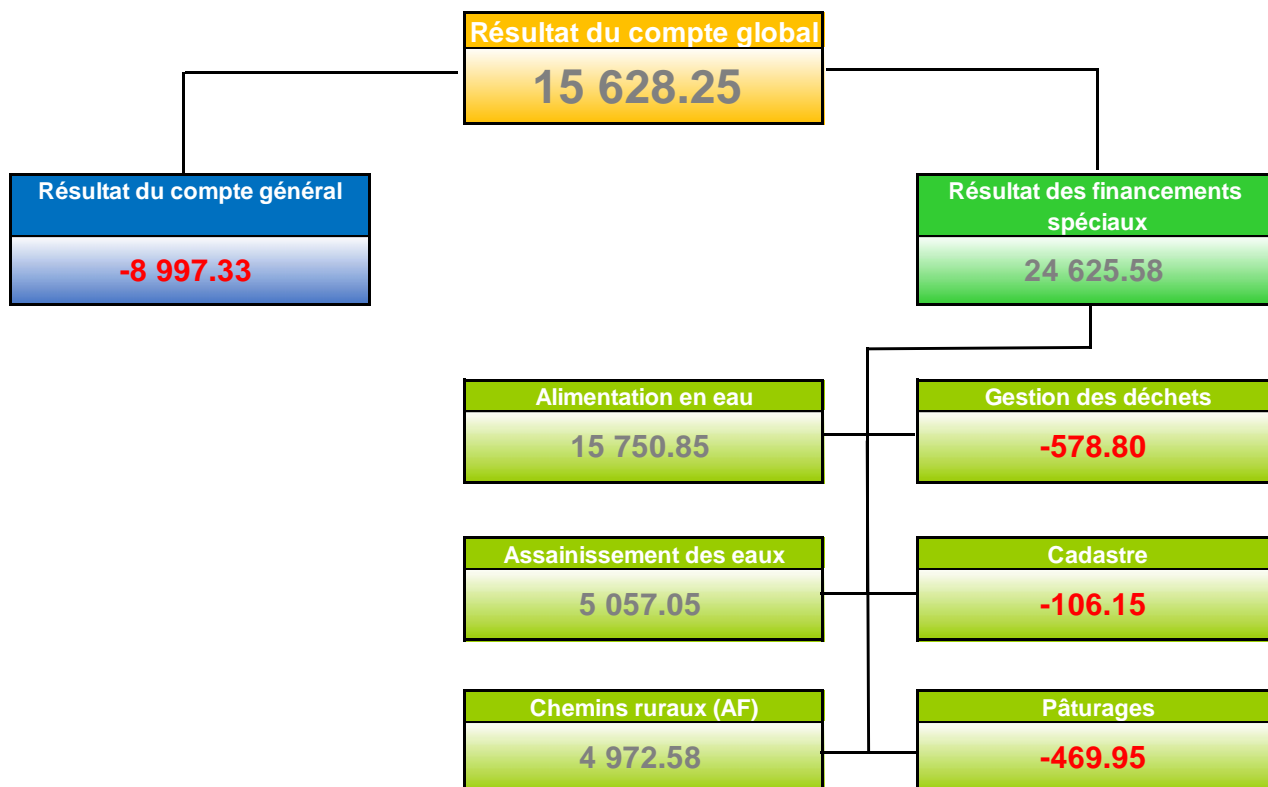 Résultat du compte global
15 628.25
Résultat du compte général
-8 997.33
Résultat des financements
spéciaux
24 625.58
Alimentation en eau
15 750.85
Gestion des déchets
-578.80
Assainissement des eaux
5 057.05
Cadastre
-106.15
Chemins ruraux (AF)
4 972.58
Pâturages
-469.95